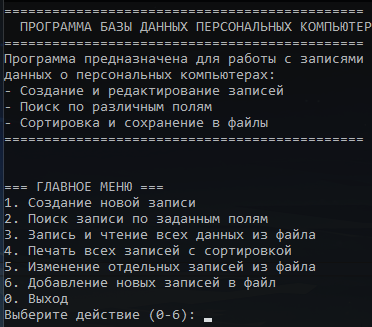 =============================================
ПРОГРАММА БАЗЫ ДАННЫХ ПЕРСОНАЛЬНЫХ КОМПЬЮТЕР
=============================================
Программа предназначена для работы с записями
данных о персональных компьютерах:
- Создание и редактирование записей
- Поиск по различным полям
- Сортировка и сохранение в файлы
=============================================
=== ГЛАВНОЕ МЕНЮ ===
1. Создание новой записи
2. Поиск записи по заданным полям
3. Запись и чтение всех данных из файла
4. Печать всех записей с сортировкой
5. Изменение отдельных записей из файла
6. Добавление новых записей в файл
0. Выход
Выберите действие (0-6): _